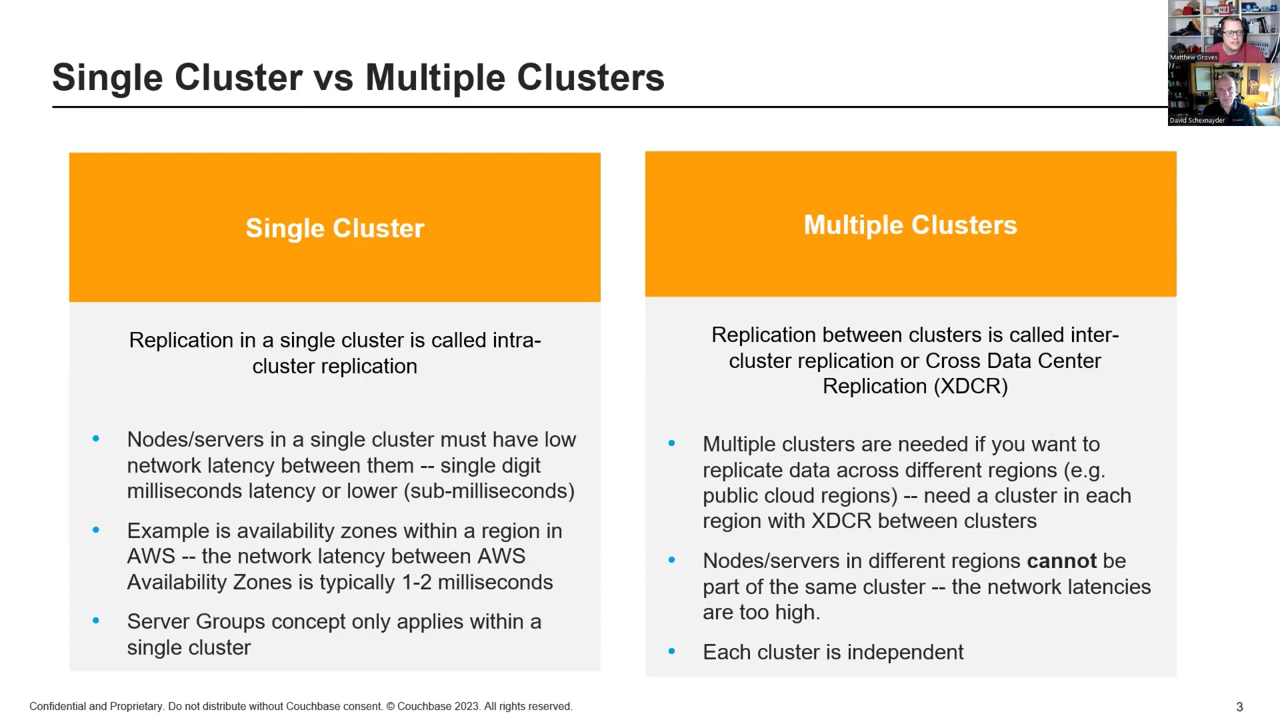 Single Cluster vs Multiple Clusters
Matthew Groves
David Schexnayder
Single Cluster
Replication in a single cluster is called intra-
cluster replication
• Nodes/servers in a single cluster must have low
network latency between them -- single digit
milliseconds latency or lower (sub-milliseconds)
• Example is availability zones within a region in
AWS -- the network latency between AWS
Availability Zones is typically 1-2 milliseconds
• Server Groups concept only applies within a
single cluster
Multiple Clusters
Replication between clusters is called inter-
cluster replication or Cross Data Center
Replication (XDCR)
• Multiple clusters are needed if you want to
replicate data across different regions (e.g.
public cloud regions) -- need a cluster in each
region with XDCR between clusters
• Nodes/servers in different regions cannot be
part of the same cluster -- the network latencies
are too high.
• Each cluster is independent
Confidential and Proprietary. Do not distribute without Couchbase consent. © Couchbase 2023. All rights reserved.
3